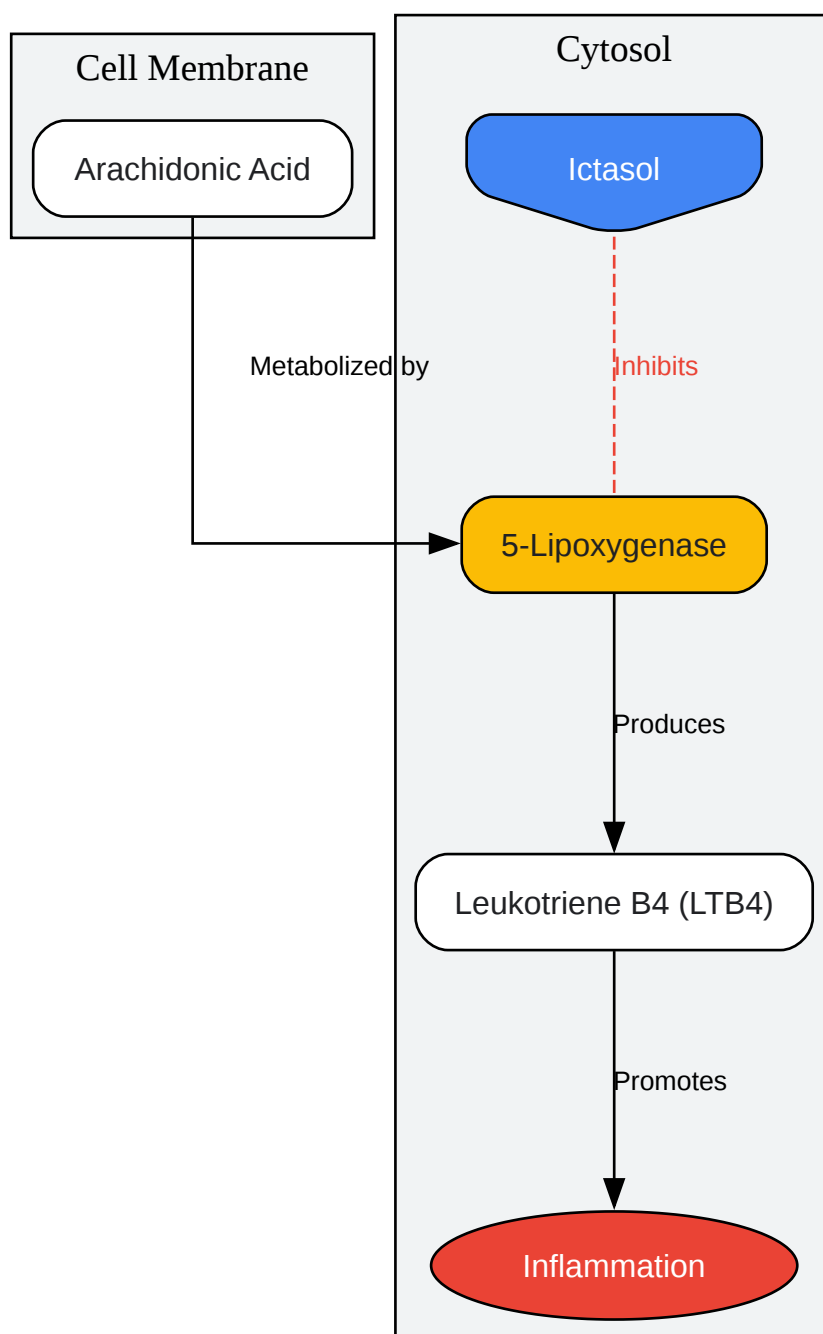 Cell Membrane
Arachidonic Acid
Cytosol
Ictasol
Metabolized by
Inhibits
5-Lipoxygenase
Produces
Leukotriene B4 (LTB4)
Promotes
Inflammation